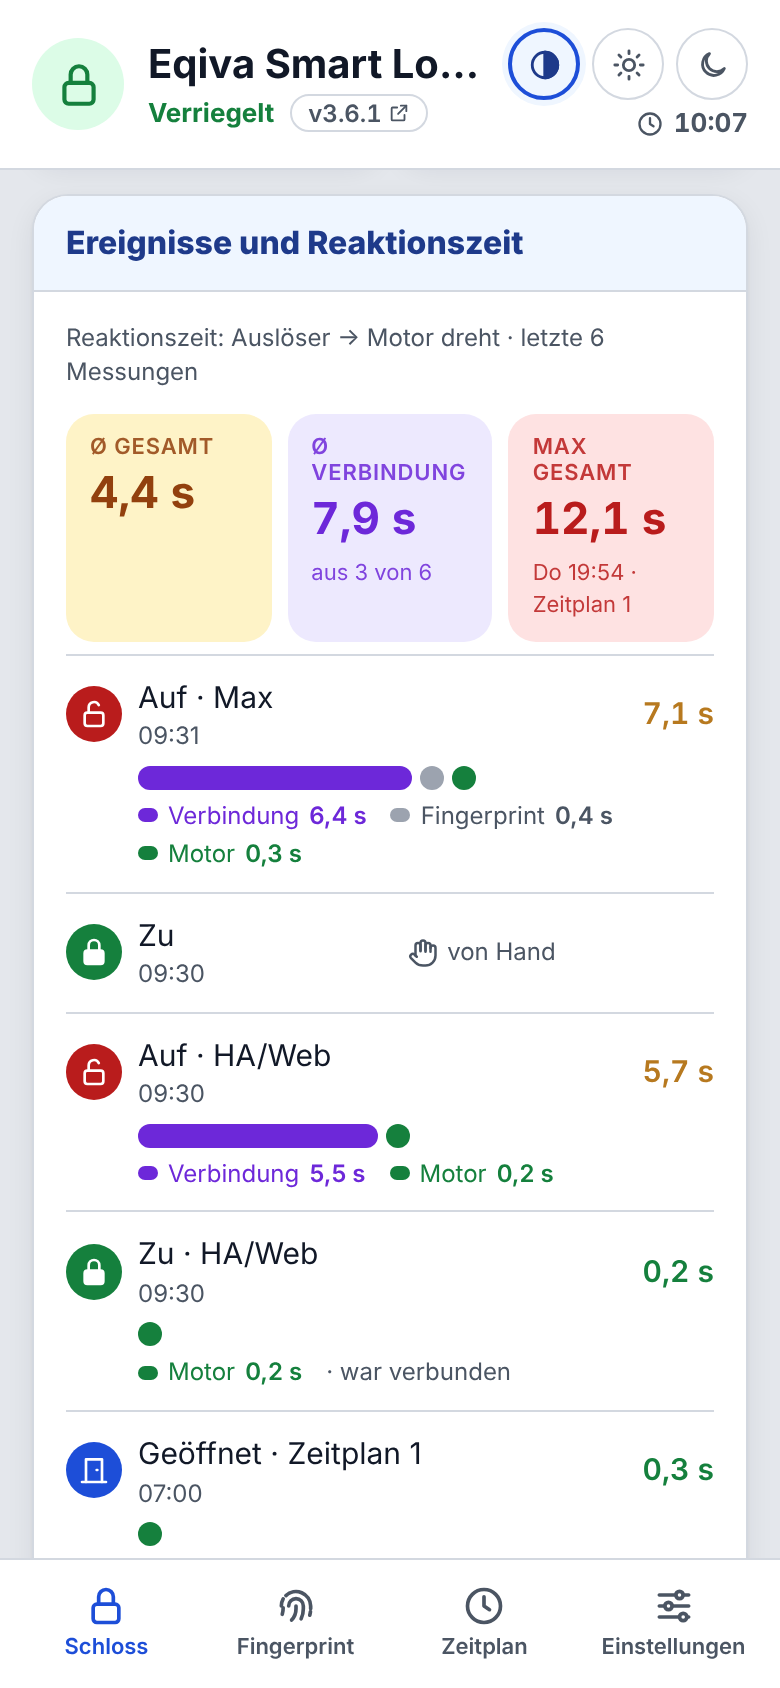 Eqiva Smart Lo...
Verriegelt v3.6.1
10:07
Ereignisse und Reaktionszeit
Reaktionszeit: Auslöser → Motor dreht · letzte 6
Messungen
Ø GESAMT
4,4 s
Ø
VERBINDUNG
7,9 s
aus 3 von 6
MAX
GESAMT
12,1 s
Do 19:54 ·
Zeitplan 1
Auf · Max
7,1 s
09:31
Verbindung 6,4 s Fingerprint 0,4 s
Motor 0,3 s
Zu
09:30
von Hand
Auf · HA/Web
5,7 s
09:30
Verbindung 5,5 s Motor 0,2 s
Zu · HA/Web
0,2 s
09:30
Motor 0,2 s · war verbunden
Geöffnet · Zeitplan 1
0,3 s
07:00
Schloss Fingerprint Zeitplan Einstellungen